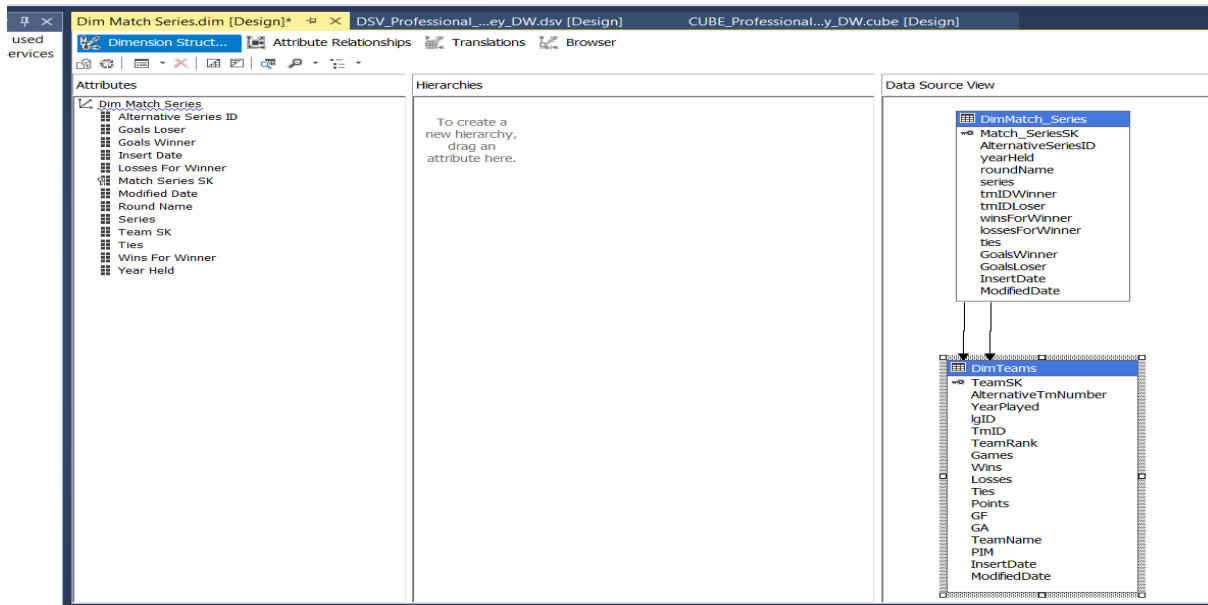 Dim Match Series.dim [Design]*
DSV_Professional_...ey_DW.dsv [Design]
CUBE_Professional...y_DW.cube [Design]
used
ervices
Dimension Struct...
Attribute Relationships
Translations
Browser
Attributes
Hierarchies
Data Source View
Dim Match Series
Alternative Series ID
Goals Loser
Goals Winner
Insert Date
Losses For Winner
Match Series SK
Modified Date
Round Name
Series
Team SK
Ties
Wins For Winner
Year Held
To create a
new hierarchy,
drag an
attribute here.
DimMatch_Series
Match_SeriesSK
AlternativeSeriesID
yearHeld
roundName
series
tmIDWinner
tmIDLoser
winsForWinner
lossesForWinner
ties
GoalsWinner
GoalsLoser
InsertDate
ModifiedDate
DimTeams
TeamSK
AlternativeTmNumber
YearPlayed
lgID
TmID
TeamRank
Games
Wins
Losses
Ties
Points
GF
GA
TeamName
PIM
InsertDate
ModifiedDate